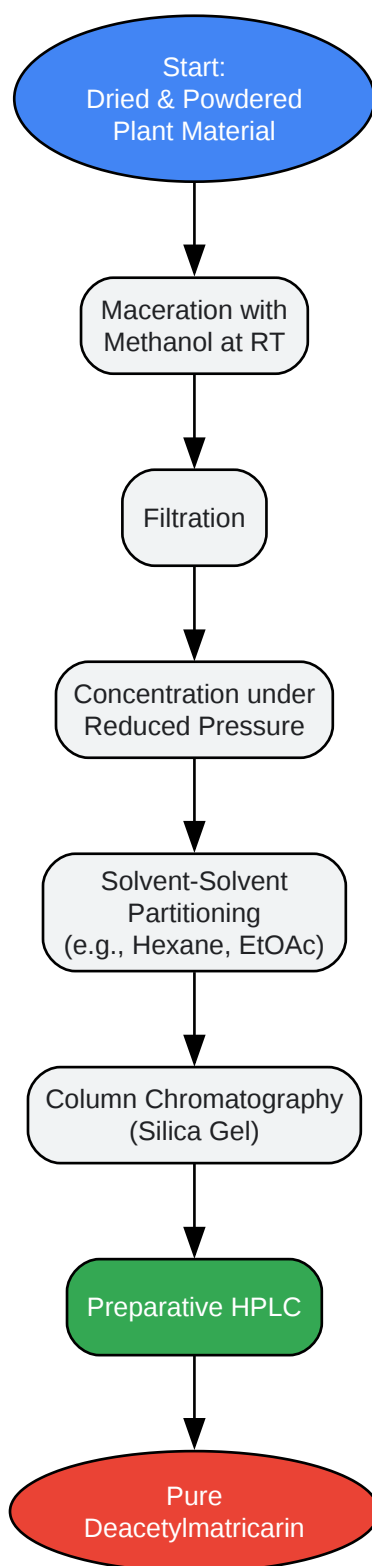 Start:
Dried & Powdered
Plant Material
Maceration with
Methanol at RT
Filtration
Concentration under
Reduced Pressure
Solvent-Solvent
Partitioning
(e.g., Hexane, EtOAc)
Column Chromatography
(Silica Gel)
Preparative HPLC
Pure
Deacetylmatricarin